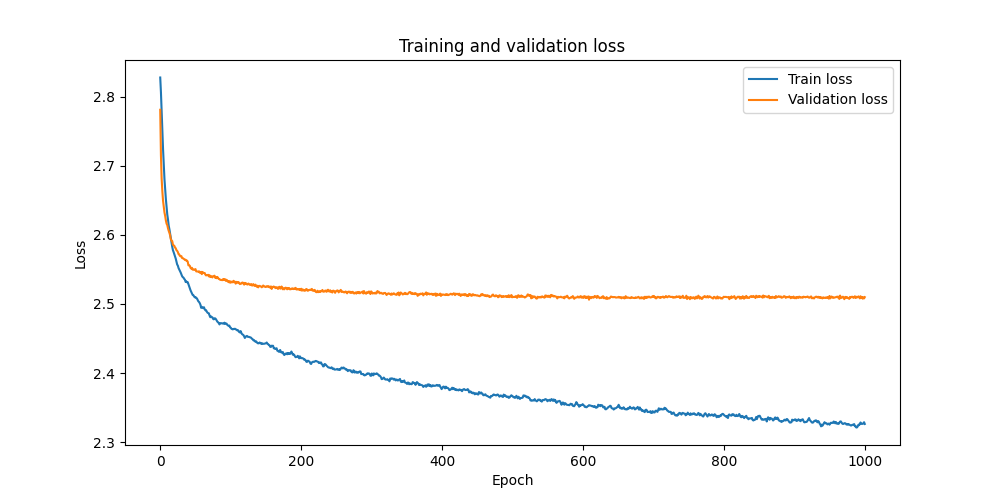 Training and validation loss
Train loss
Validation loss
2.8
2.7
2.6
2.5
2.4
2.3
Loss
0
200
400
600
800
1000
Epoch